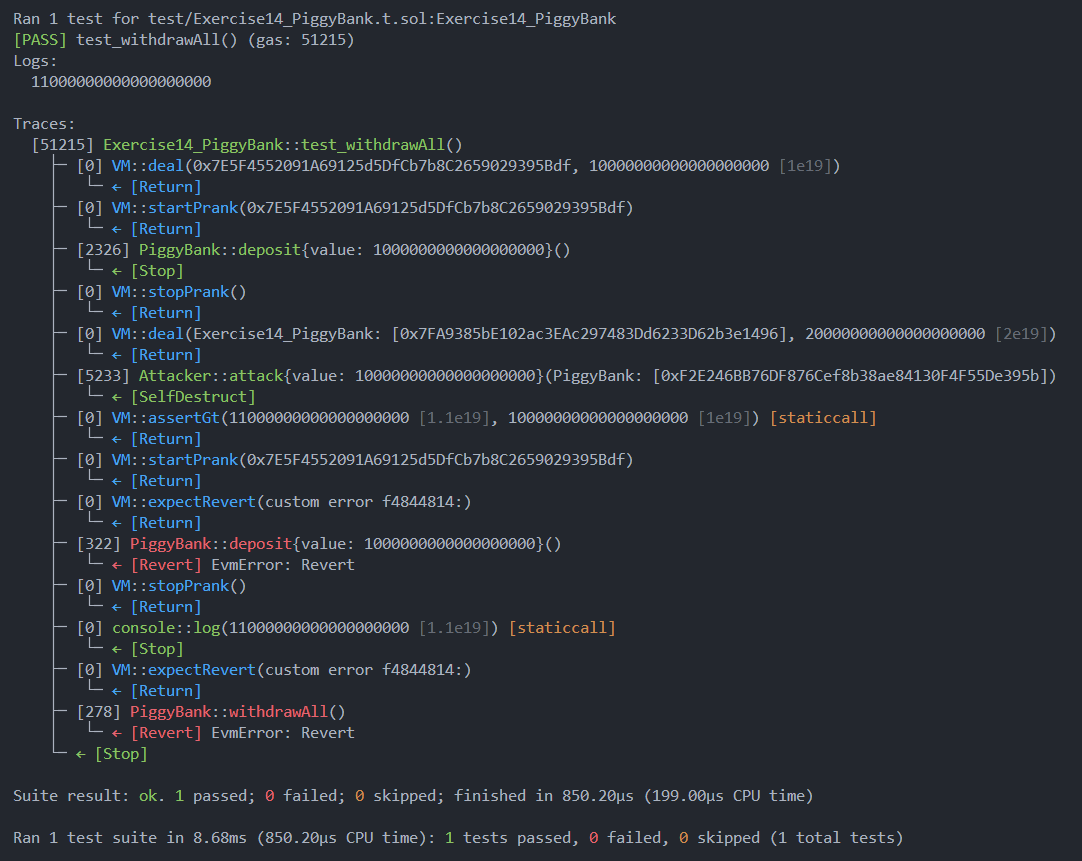 Ran 1 test for test/Exercise14_PiggyBank.t.sol:Exercise14_PiggyBank
[PASS] test_withdrawAll() (gas: 51215)
Logs:
  11000000000000000000

Traces:
  [51215] Exercise14_PiggyBank::test_withdrawAll()
    ├─ [0] VM::deal(0x7E5F4552091A69125d5DfCb7b8C2659029395Bdf, 10000000000000000000 [1e19])
    │   └─ ← [Return]
    ├─ [0] VM::startPrank(0x7E5F4552091A69125d5DfCb7b8C2659029395Bdf)
    │   └─ ← [Return]
    ├─ [2326] PiggyBank::deposit{value: 1000000000000000000}()
    │   └─ ← [Stop]
    ├─ [0] VM::stopPrank()
    │   └─ ← [Return]
    ├─ [0] VM::deal(Exercise14_PiggyBank: [0x7FA9385bE102ac3EAc297483Dd6233D62b3e1496], 20000000000000000000 [2e19])
    │   └─ ← [Return]
    ├─ [5233] Attacker::attack{value: 10000000000000000000}(PiggyBank: [0xF2E246BB76DF876Cef8b38ae84130F4F55De395b])
    │   └─ ← [SelfDestruct]
    ├─ [0] VM::assertGt(11000000000000000000 [1.1e19], 10000000000000000000 [1e19]) [staticcall]
    │   └─ ← [Return]
    ├─ [0] VM::startPrank(0x7E5F4552091A69125d5DfCb7b8C2659029395Bdf)
    │   └─ ← [Return]
    ├─ [0] VM::expectRevert(custom error f4844814:)
    │   └─ ← [Return]
    ├─ [322] PiggyBank::deposit{value: 1000000000000000000}()
    │   └─ ← [Revert] EvmError: Revert
    ├─ [0] VM::stopPrank()
    │   └─ ← [Return]
    ├─ [0] console::log(11000000000000000000 [1.1e19]) [staticcall]
    │   └─ ← [Stop]
    ├─ [0] VM::expectRevert(custom error f4844814:)
    │   └─ ← [Return]
    ├─ [278] PiggyBank::withdrawAll()
    │   └─ ← [Revert] EvmError: Revert
    └─ ← [Stop]

Suite result: ok. 1 passed; 0 failed; 0 skipped; finished in 850.20µs (199.00µs CPU time)

Ran 1 test suite in 8.68ms (850.20µs CPU time): 1 tests passed, 0 failed, 0 skipped (1 total tests)